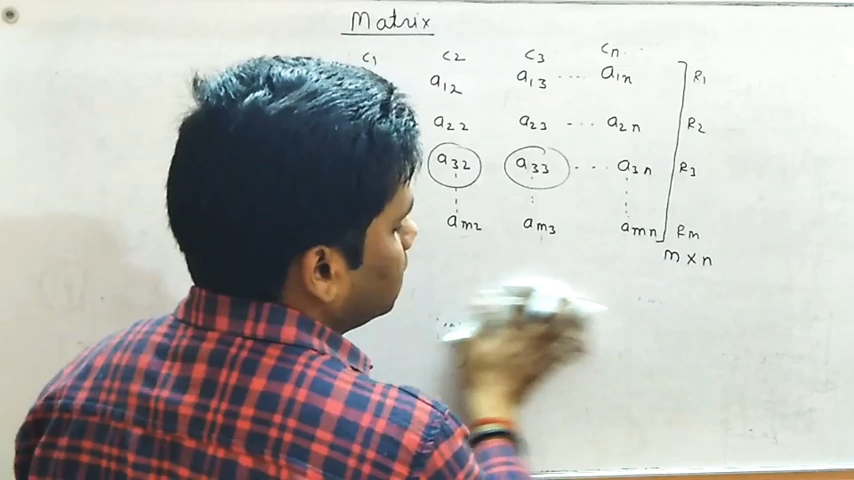 Matrix
C1 C2 C3 Cn
a12 a13 .... a1n R1
a22 a23 ... a2n R2
a32 a33 ... a3n R3
am2 am3 amn Rm
m x n